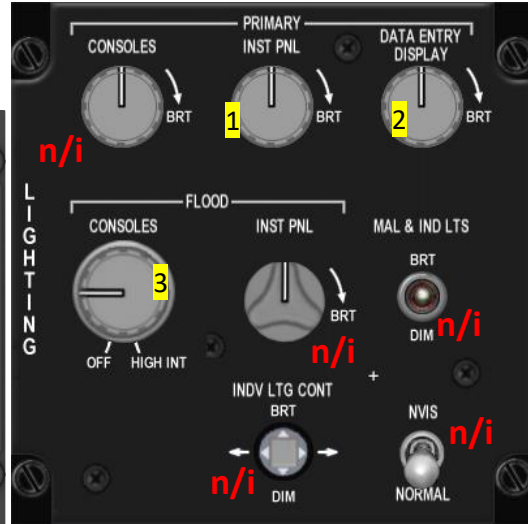 PRIMARY
CONSOLES
INST PNL
DATA ENTRY
DISPLAY
BRT
BRT
BRT
1
2
n/i
LIGHTING
FLOOD
CONSOLES
INST PNL
MAL & IND LTS
BRT
3
BRT
DIM
n/i
n/i
OFF
HIGH INT
+
INDV LTG CONT
BRT
NVIS
n/i
n/i
DIM
NORMAL